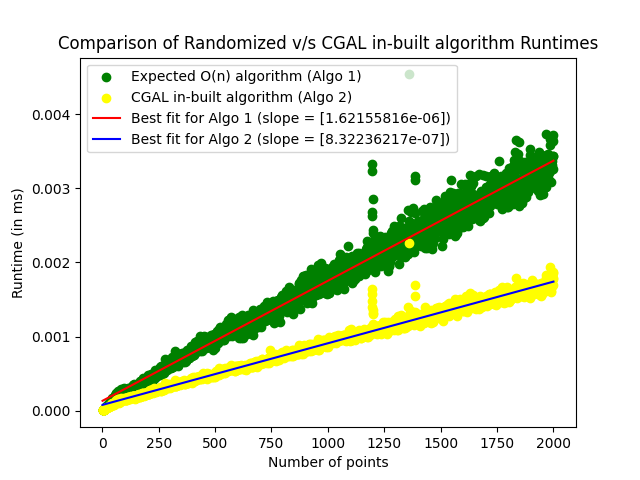 Comparison of Randomized v/s CGAL in-built algorithm Runtimes
Expected O(n) algorithm (Algo 1)
CGAL in-built algorithm (Algo 2)
Best fit for Algo 1 (slope = [1.62155816e-06])
Best fit for Algo 2 (slope = [8.32236217e-07])
Runtime (in ms)
0.004
0.003
0.002
0.001
0.000
0 250 500 750 1000 1250 1500 1750 2000
Number of points